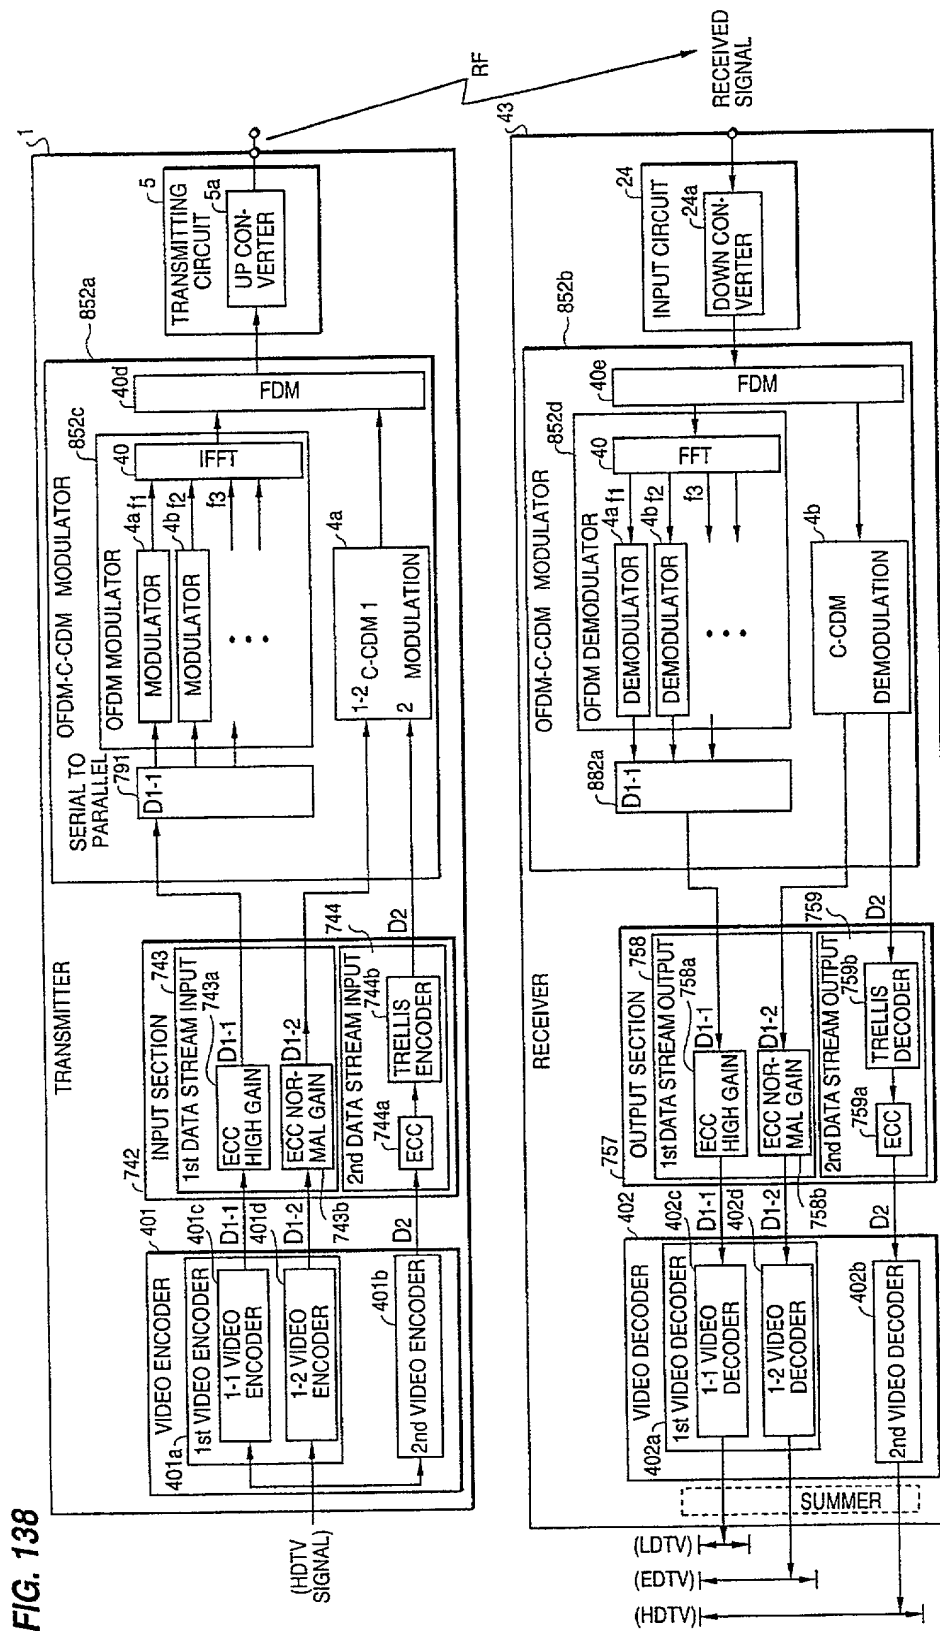 FIG. 138
TRANSMITTER
1
(HDTV
SIGNAL)
VIDEO ENCODER
401
401a
1st VIDEO ENCODER
401c
1-1 VIDEO
ENCODER
401d
1-2 VIDEO
ENCODER
401b
2nd VIDEO ENCODER
D1-1
D1-2
D2
742
INPUT SECTION
743
1st DATA STREAM INPUT
743a
ECC
HIGH GAIN
D1-1
ECC NOR-
MAL GAIN
D1-2
743b
744
2nd DATA STREAM INPUT
744a
ECC
744b
TRELLIS
ENCODER
D2
OFDM-C-CDM MODULATOR
852a
SERIAL TO
PARALLEL
791
D1-1
852c
OFDM MODULATOR
4a
MODULATOR
f1
4b
MODULATOR
f2
f3
40
IFFT
40d
FDM
4a
1-2
C-CDM 1
2
MODULATION
5
TRANSMITTING
CIRCUIT
5a
UP CON-
VERTER
RF
RECEIVED
SIGNAL
RECEIVER
43
24
INPUT CIRCUIT
24a
DOWN CON-
VERTER
OFDM-C-CDM MODULATOR
852b
40e
FDM
852d
OFDM DEMODULATOR
40
FFT
4a
DEMODULATOR
f1
4b
DEMODULATOR
f2
f3
882a
D1-1
4b
C-CDM
DEMODULATION
757
OUTPUT SECTION
758
1st DATA STREAM OUTPUT
758a
ECC
HIGH GAIN
D1-1
ECC NOR-
MAL GAIN
D1-2
758b
759
2nd DATA STREAM OUTPUT
759a
ECC
759b
TRELLIS
DECODER
D2
D1-1
D1-2
D2
402
VIDEO DECODER
402a
1st VIDEO DECODER
402c
1-1 VIDEO
DECODER
402d
1-2 VIDEO
DECODER
402b
2nd VIDEO DECODER
SUMMER
(LDTV)
(EDTV)
(HDTV)